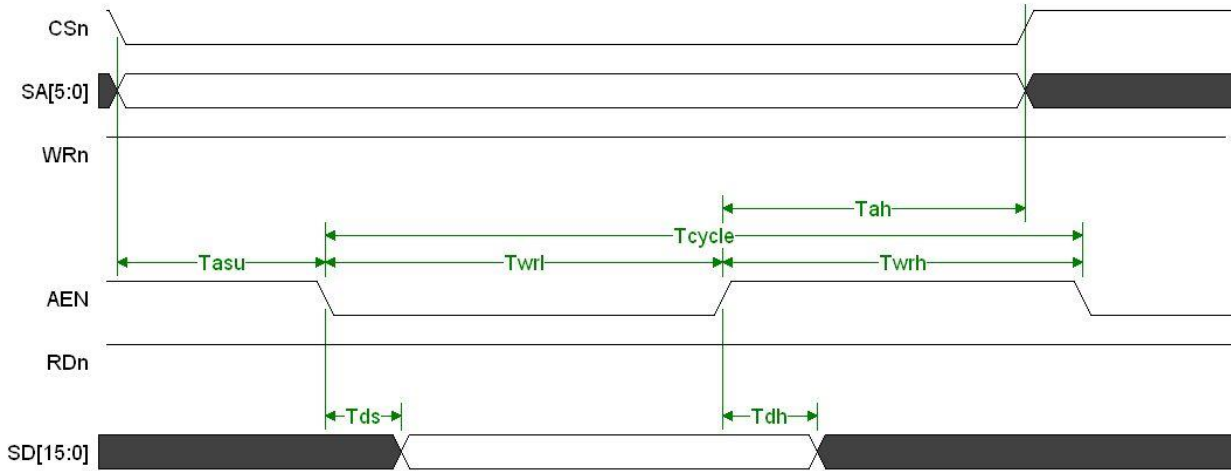 CSn
SA[5:0]
WRn
Tah
Tcycle
Tasu Twrl Twrh
AEN
RDn
Tds Tdh
SD[15:0]